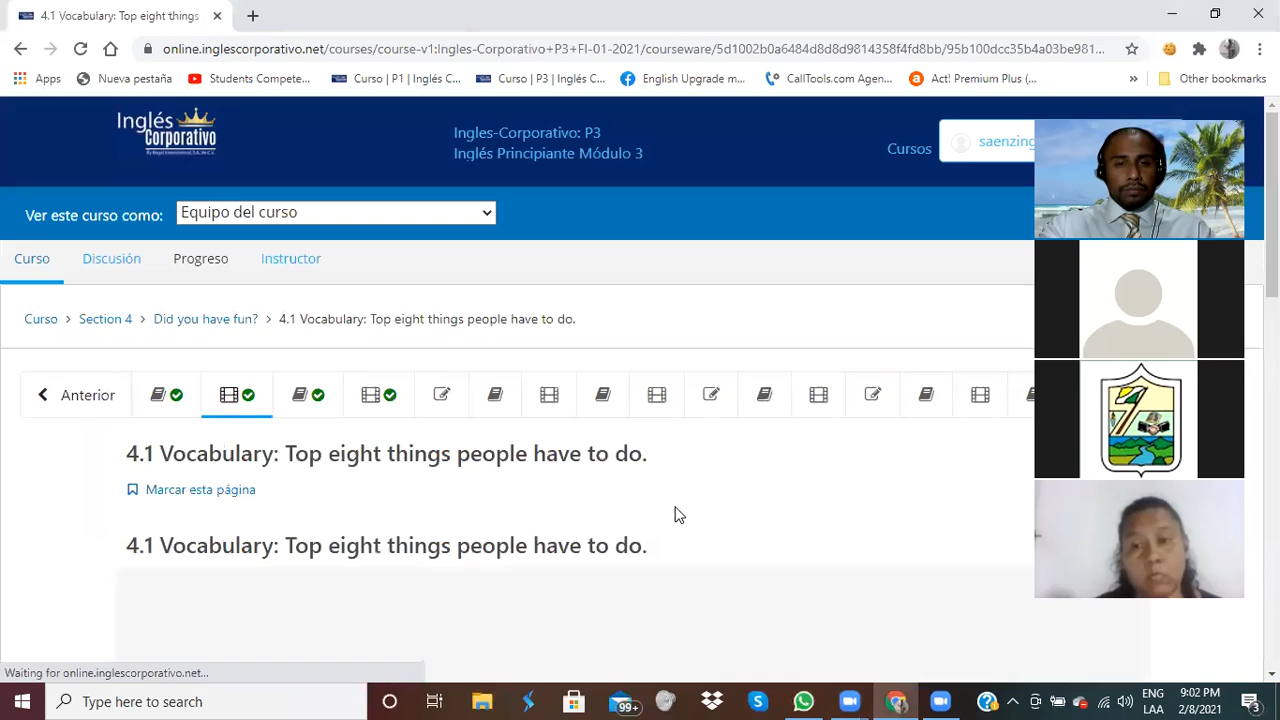 4.1 Vocabulary: Top eight things
online.inglescorporativo.net/courses/course-v1:Ingles-Corporativo+P3+FI-01-2021/courseware/5d1002b0a6484d8d8d9814358f4fd8bb/95b100dcc35b4a03be981...
Apps
Nueva pestaña
Students Compete...
Curso | P1 | Inglés C...
Curso | P3 | Inglés C...
English Upgrade m...
CallTools.com Agen...
Act! Premium Plus (...
»
Other bookmarks
Inglés
Corporativo
Ingles-Corporativo: P3
Inglés Principiante Módulo 3
Cursos
saenzing
Ver este curso como:
Equipo del curso
Curso
Discusión
Progreso
Instructor
Curso > Section 4 > Did you have fun? > 4.1 Vocabulary: Top eight things people have to do.
Anterior
4.1 Vocabulary: Top eight things people have to do.
Marcar esta página
4.1 Vocabulary: Top eight things people have to do.
Waiting for online.inglescorporativo.net...
Type here to search
99+
ENG
LAA
9:02 PM
2/8/2021
3